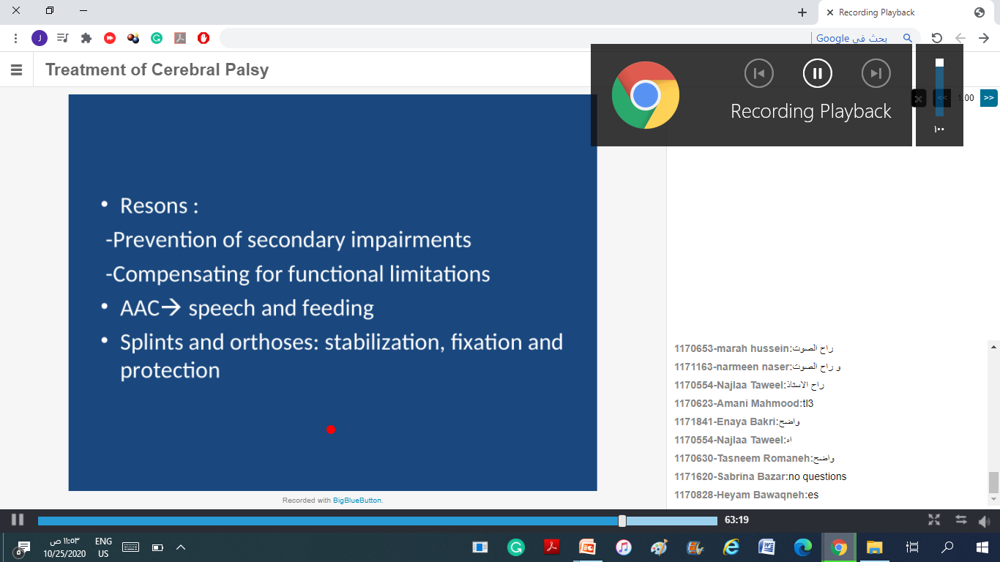 Recording Playback
J
بحث في Google
Treatment of Cerebral Palsy
Recording Playback
١٠٠
<<
1.00
>>
• Resons :
-Prevention of secondary impairments
-Compensating for functional limitations
• AAC→ speech and feeding
• Splints and orthoses: stabilization, fixation and
protection
Recorded with BigBlueButton.
1170653-marah hussein:راح الصوت
1171163-narmeen naser:و راح الصوت
1170554-Najlaa Taweel:راح الاستاذ
1170623-Amani Mahmood:tl3
1171841-Enaya Bakri:واضح
1170554-Najlaa Taweel:اه
1170630-Tasneem Romaneh:واضح
1171620-Sabrina Bazar:no questions
1170828-Heyam Bawaqneh:es
63:19
١١:٥٣ ص
10/25/2020
ENG
US